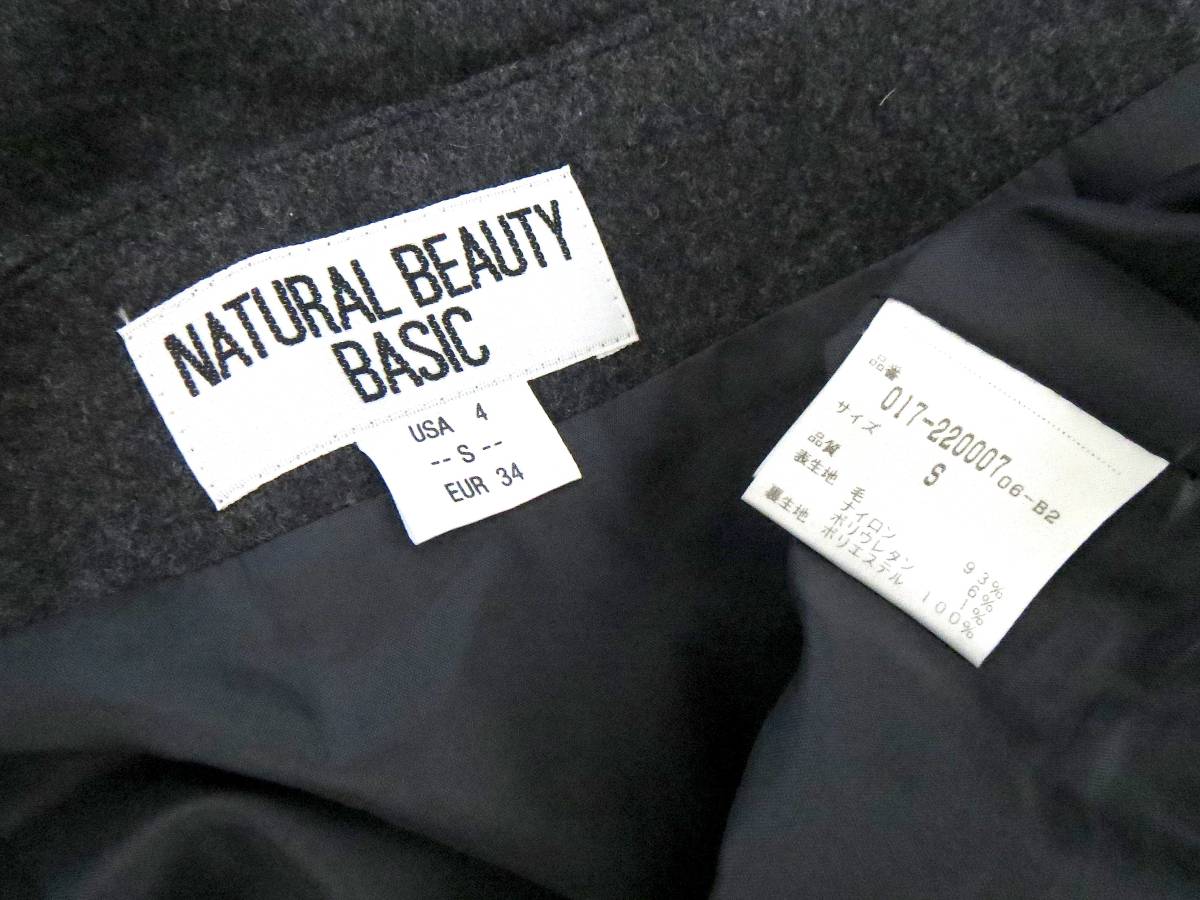 NATURAL BEAUTY
BASIC
USA 4
-- S --
EUR 34
品番 017-22000706-B2
サイズ S
品質
表生地 毛 93%
ナイロン 6%
ポリウレタン 1%
裏生地 ポリエステル 100%